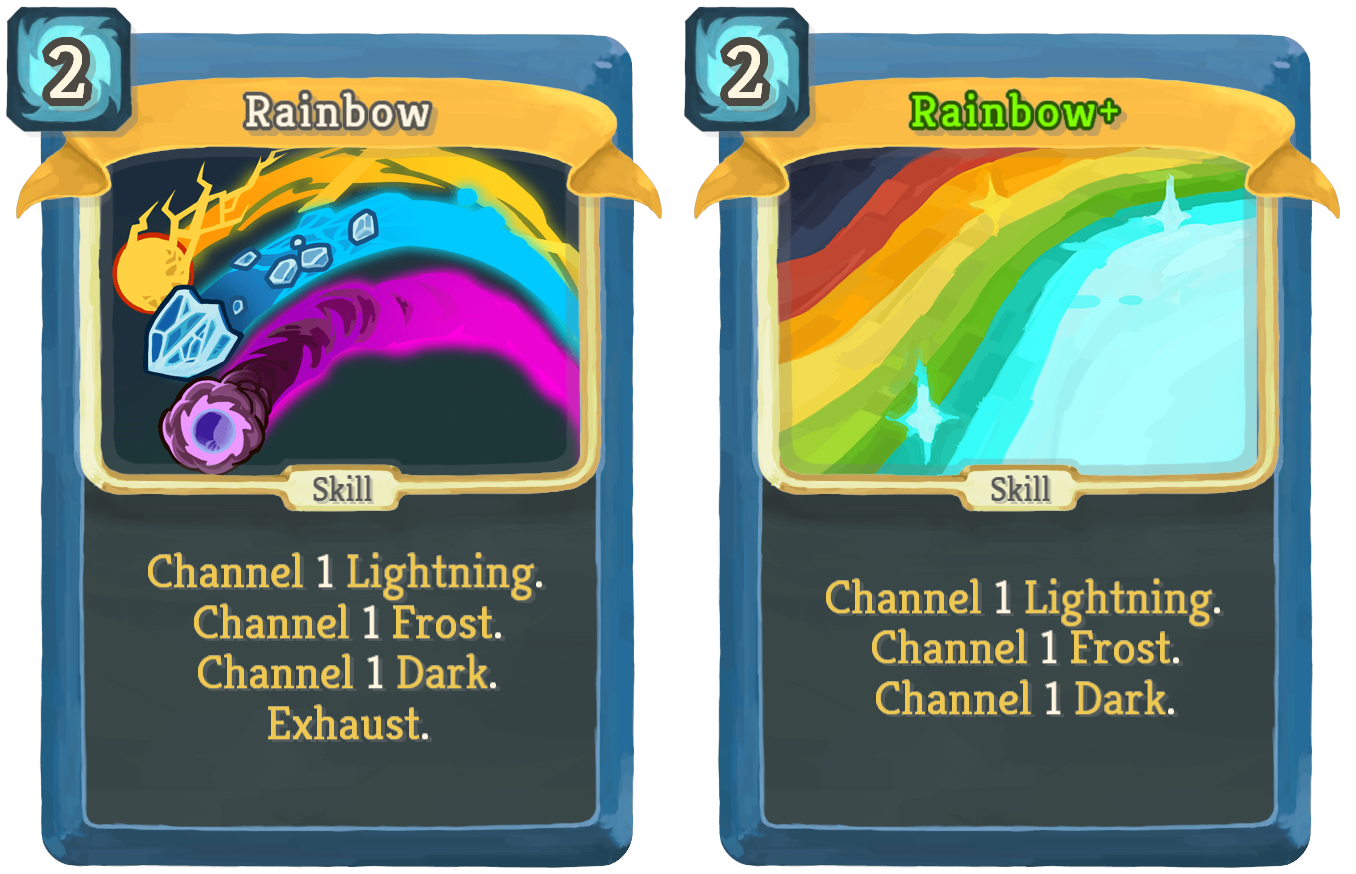 2
Rainbow
Skill
Channel 1 Lightning.
Channel 1 Frost.
Channel 1 Dark.
Exhaust.
2
Rainbow+
Skill
Channel 1 Lightning.
Channel 1 Frost.
Channel 1 Dark.